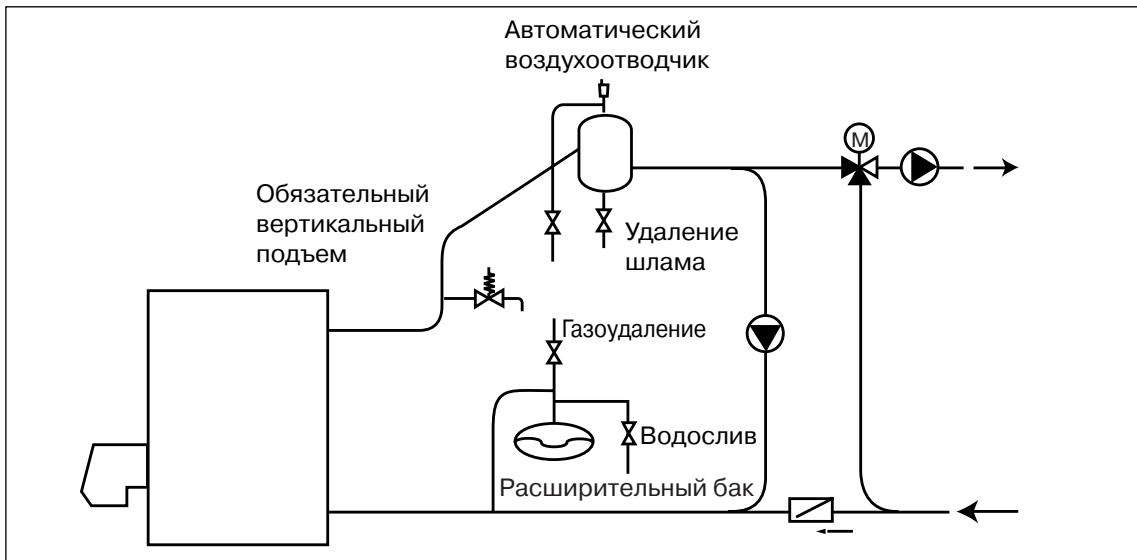 Автоматический
воздухоотводчик
M
Обязательный
вертикальный
подъем
Удаление
шлама
Газоудаление
Водослив
Расширительный бак